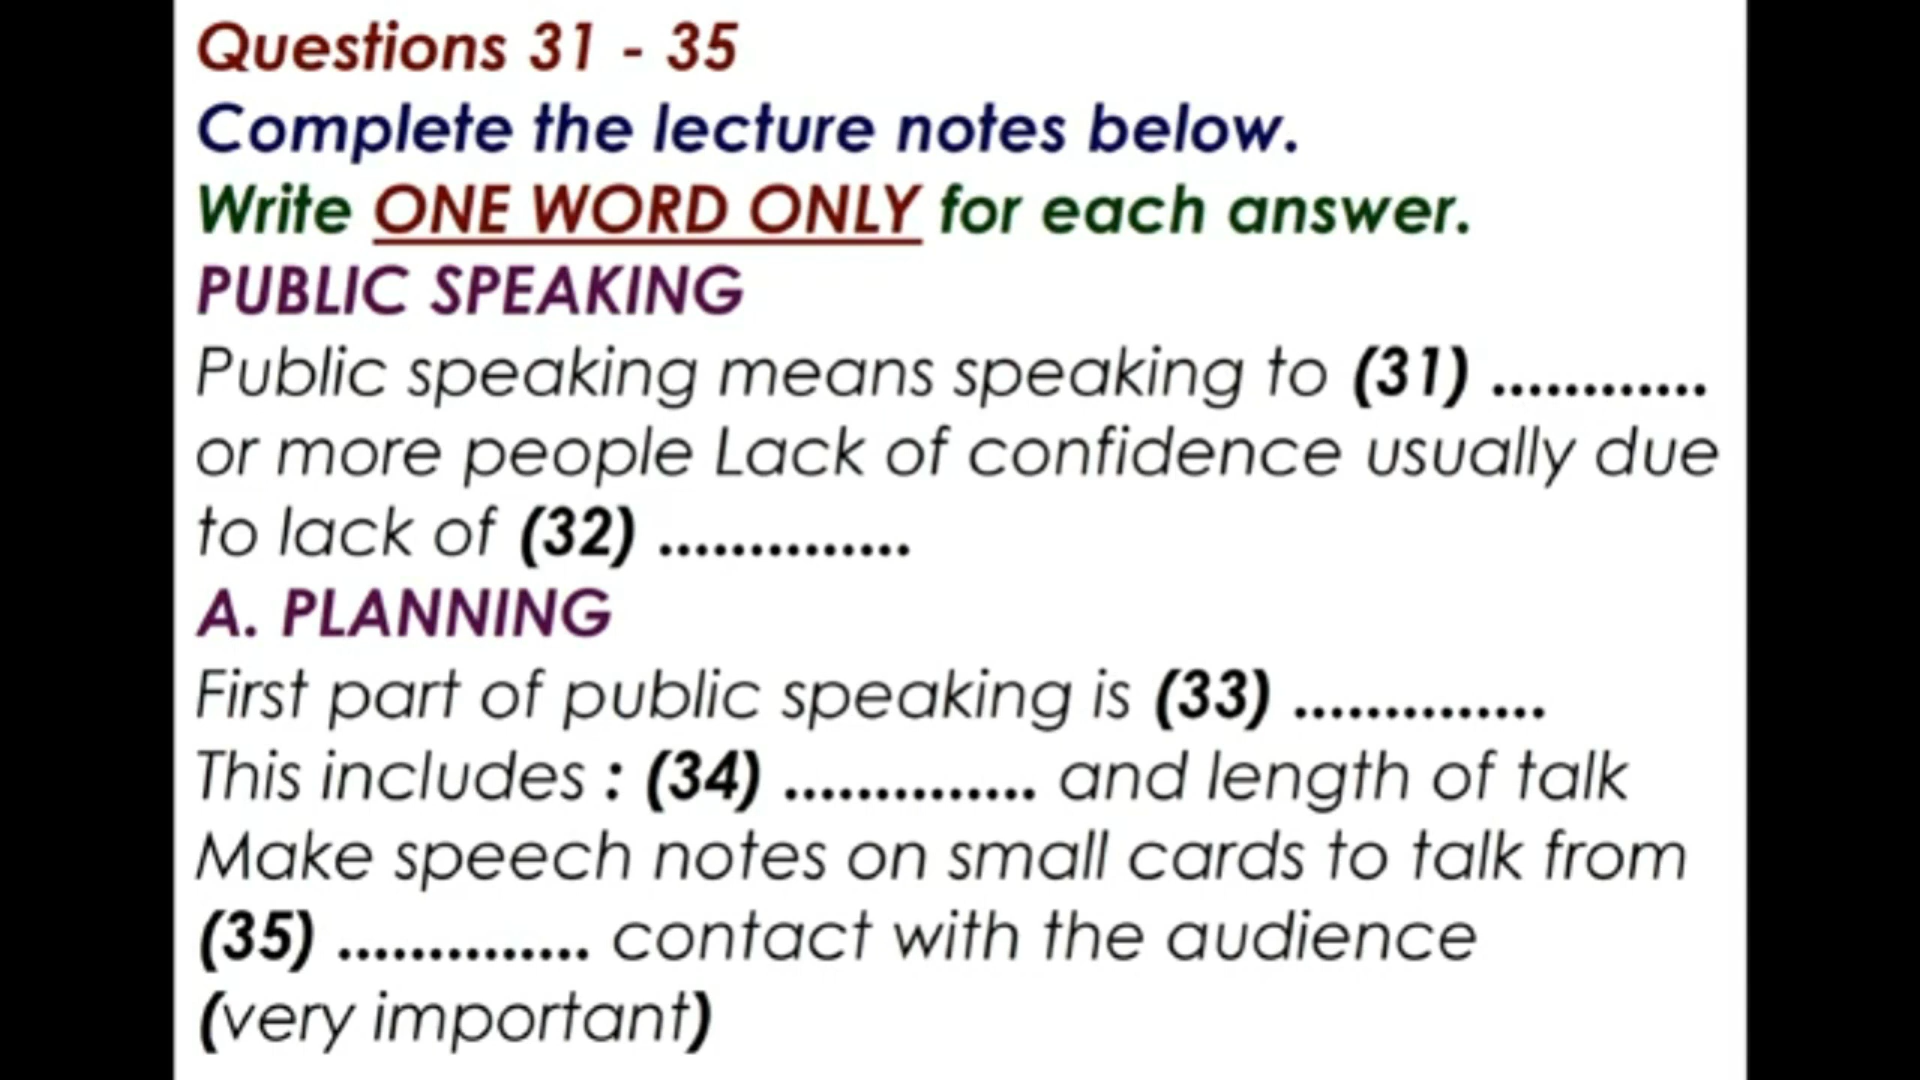 Questions 31 - 35
Complete the lecture notes below.
Write ONE WORD ONLY for each answer.
PUBLIC SPEAKING
Public speaking means speaking to (31) ............
or more people Lack of confidence usually due
to lack of (32) ..............
A. PLANNING
First part of public speaking is (33) ..............
This includes : (34) .............. and length of talk
Make speech notes on small cards to talk from
(35) .............. contact with the audience
(very important)